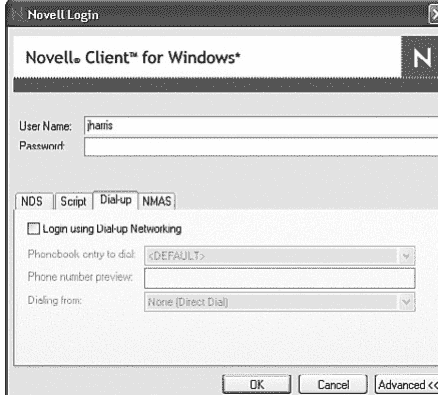 Novell Login
Novell® Client™ for Windows*
N
User Name: jharris
Password:
NDS Script Dial-up NMAS
Login using Dial-up Networking
Phonebook entry to dial: <DEFAULT>
Phone number preview:
Dialing from: None (Direct Dial)
OK Cancel Advanced <<